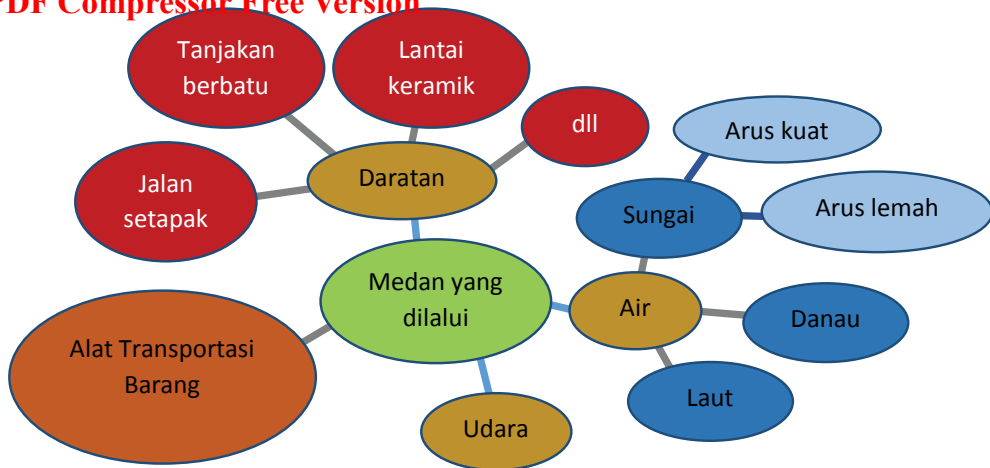 PDF Compressor Free Version
Tanjakan
berbatu
Lantai
keramik
dll
Arus kuat
Jalan
setapak
Daratan
Sungai
Arus lemah
Medan yang
dilalui
Air
Danau
Alat Transportasi
Barang
Laut
Udara